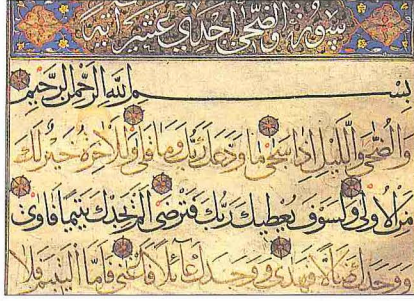 سورة والضحى احدى عشر آية
بسم الله الرحمن الرحيم
والضحى والليل اذا سجى ما ودعك ربك وما قلى وللآخرة خير لك
من الاولى ولسوف يعطيك ربك فترضى الم يجدك يتيما فآوى
ووجدك ضالا فهدى ووجدك عائلا فاغنى فاما اليتيم فلا